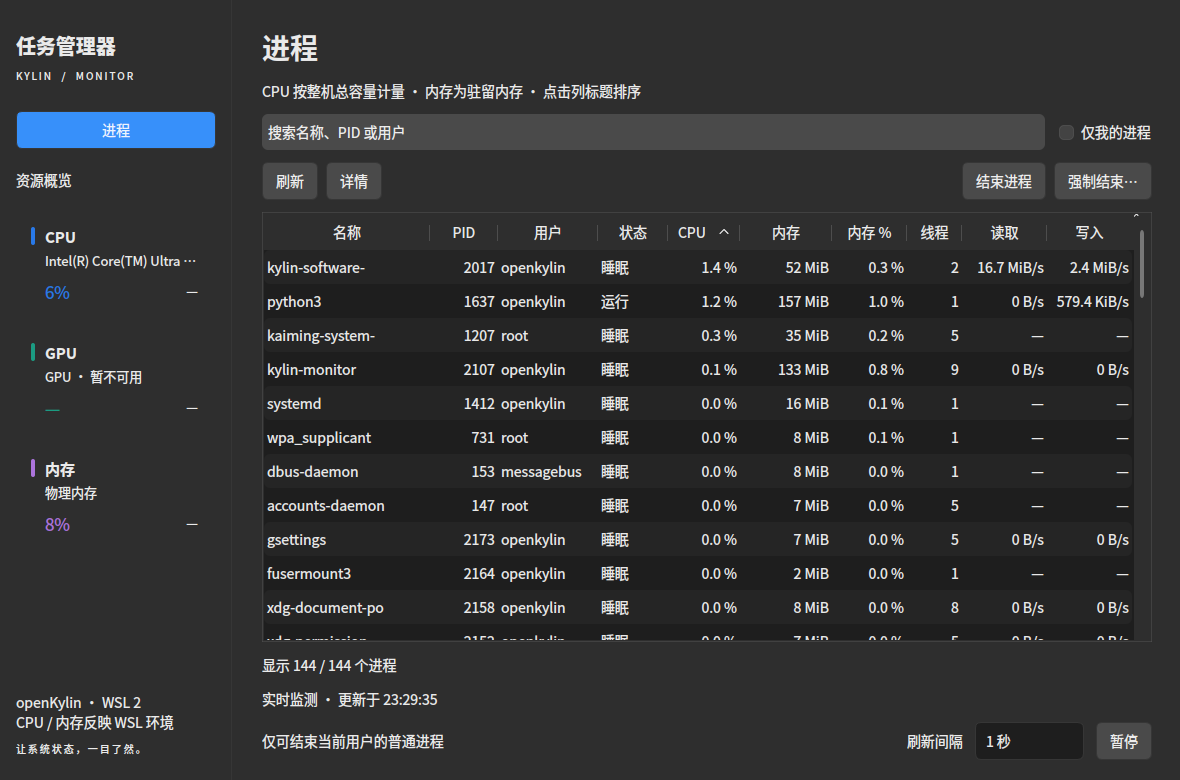 任务管理器
KYLIN / MONITOR
进程
资源概览
CPU
Intel(R) Core(TM) Ultra ···
6% —
GPU
GPU · 暂不可用
— —
内存
物理内存
8% —
openKylin · WSL 2
CPU / 内存反映 WSL 环境
让系统状态，一目了然。
进程
CPU 按整机总容量计量 · 内存为驻留内存 · 点击列标题排序
搜索名称、PID 或用户 仅我的进程
刷新 详情 结束进程 强制结束···
名称 PID 用户 状态 CPU 内存 内存 % 线程 读取 写入
kylin-software- 2017 openkylin 睡眠 1.4 % 52 MiB 0.3 % 2 16.7 MiB/s 2.4 MiB/s
python3 1637 openkylin 运行 1.2 % 157 MiB 1.0 % 1 0 B/s 579.4 KiB/s
kaiming-system- 1207 root 睡眠 0.3 % 35 MiB 0.2 % 5 — —
kylin-monitor 2107 openkylin 睡眠 0.1 % 133 MiB 0.8 % 9 0 B/s 0 B/s
systemd 1412 openkylin 睡眠 0.0 % 16 MiB 0.1 % 1 — —
wpa_supplicant 731 root 睡眠 0.0 % 8 MiB 0.1 % 1 — —
dbus-daemon 153 messagebus 睡眠 0.0 % 8 MiB 0.0 % 1 — —
accounts-daemon 147 root 睡眠 0.0 % 7 MiB 0.0 % 5 — —
gsettings 2173 openkylin 睡眠 0.0 % 7 MiB 0.0 % 5 0 B/s 0 B/s
fusermount3 2164 openkylin 睡眠 0.0 % 2 MiB 0.0 % 1 — —
xdg-document-po 2158 openkylin 睡眠 0.0 % 8 MiB 0.0 % 8 0 B/s 0 B/s
显示 144 / 144 个进程
实时监测 · 更新于 23:29:35
仅可结束当前用户的普通进程 刷新间隔 1 秒 暂停